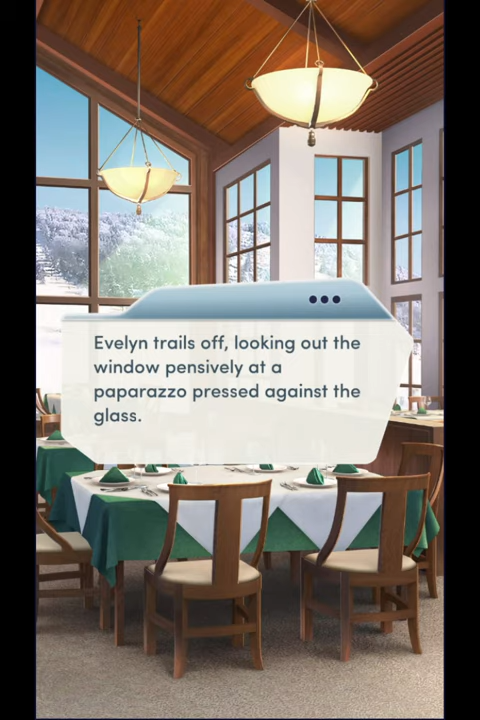 Evelyn trails off, looking out the
window pensively at a
paparazzo pressed against the
glass.